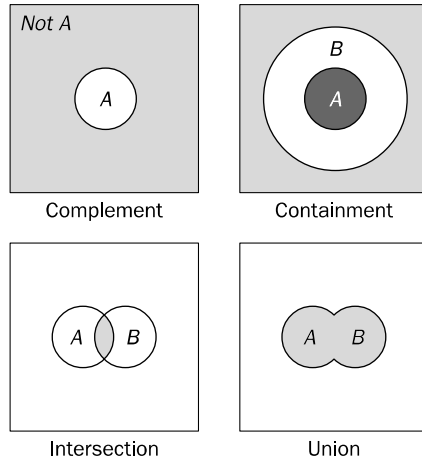 Not A
A
Complement
B
A
Containment
A B
Intersection
A B
Union